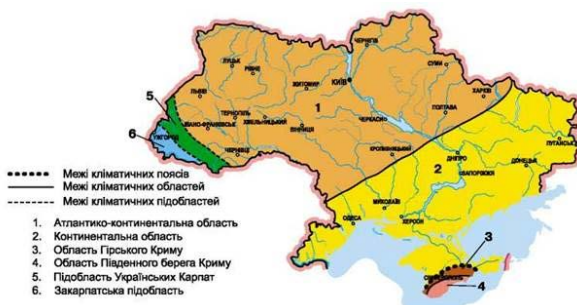 ЧЕРНІГІВ
ЛУЦЬК
РІВНЕ
СУМИ
ЖИТОМИР
КИЇВ
ЛЬВІВ
ХАРКІВ
5
1
ПОЛТАВА
ТЕРНОПІЛЬ
ХМЕЛЬНИЦЬКИЙ
ЧЕРКАСИ
ІВАНО-ФРАНКІВСЬК
ВІННИЦЯ
6
УЖГОРОД
ЛУГАНСЬК
ЧЕРНІВЦІ
КРОПИВНИЦЬКИЙ
ДНІПРО
ДОНЕЦЬК
2
ЗАПОРІЖЖЯ
Межі кліматичних поясів
Межі кліматичних областей
Межі кліматичних підобластей
МИКОЛАЇВ
ОДЕСА
ХЕРСОН
1. Атлантико-континентальна область
2. Континентальна область
3. Область Гірського Криму
4. Область Південного берега Криму
5. Підобласть Українських Карпат
6. Закарпатська підобласть
3
4